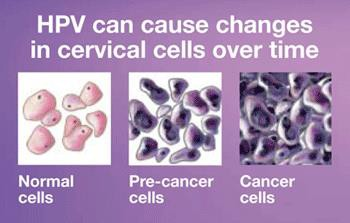 HPV can cause changes
in cervical cells over time
Normal
cells
Pre-cancer
cells
Cancer
cells